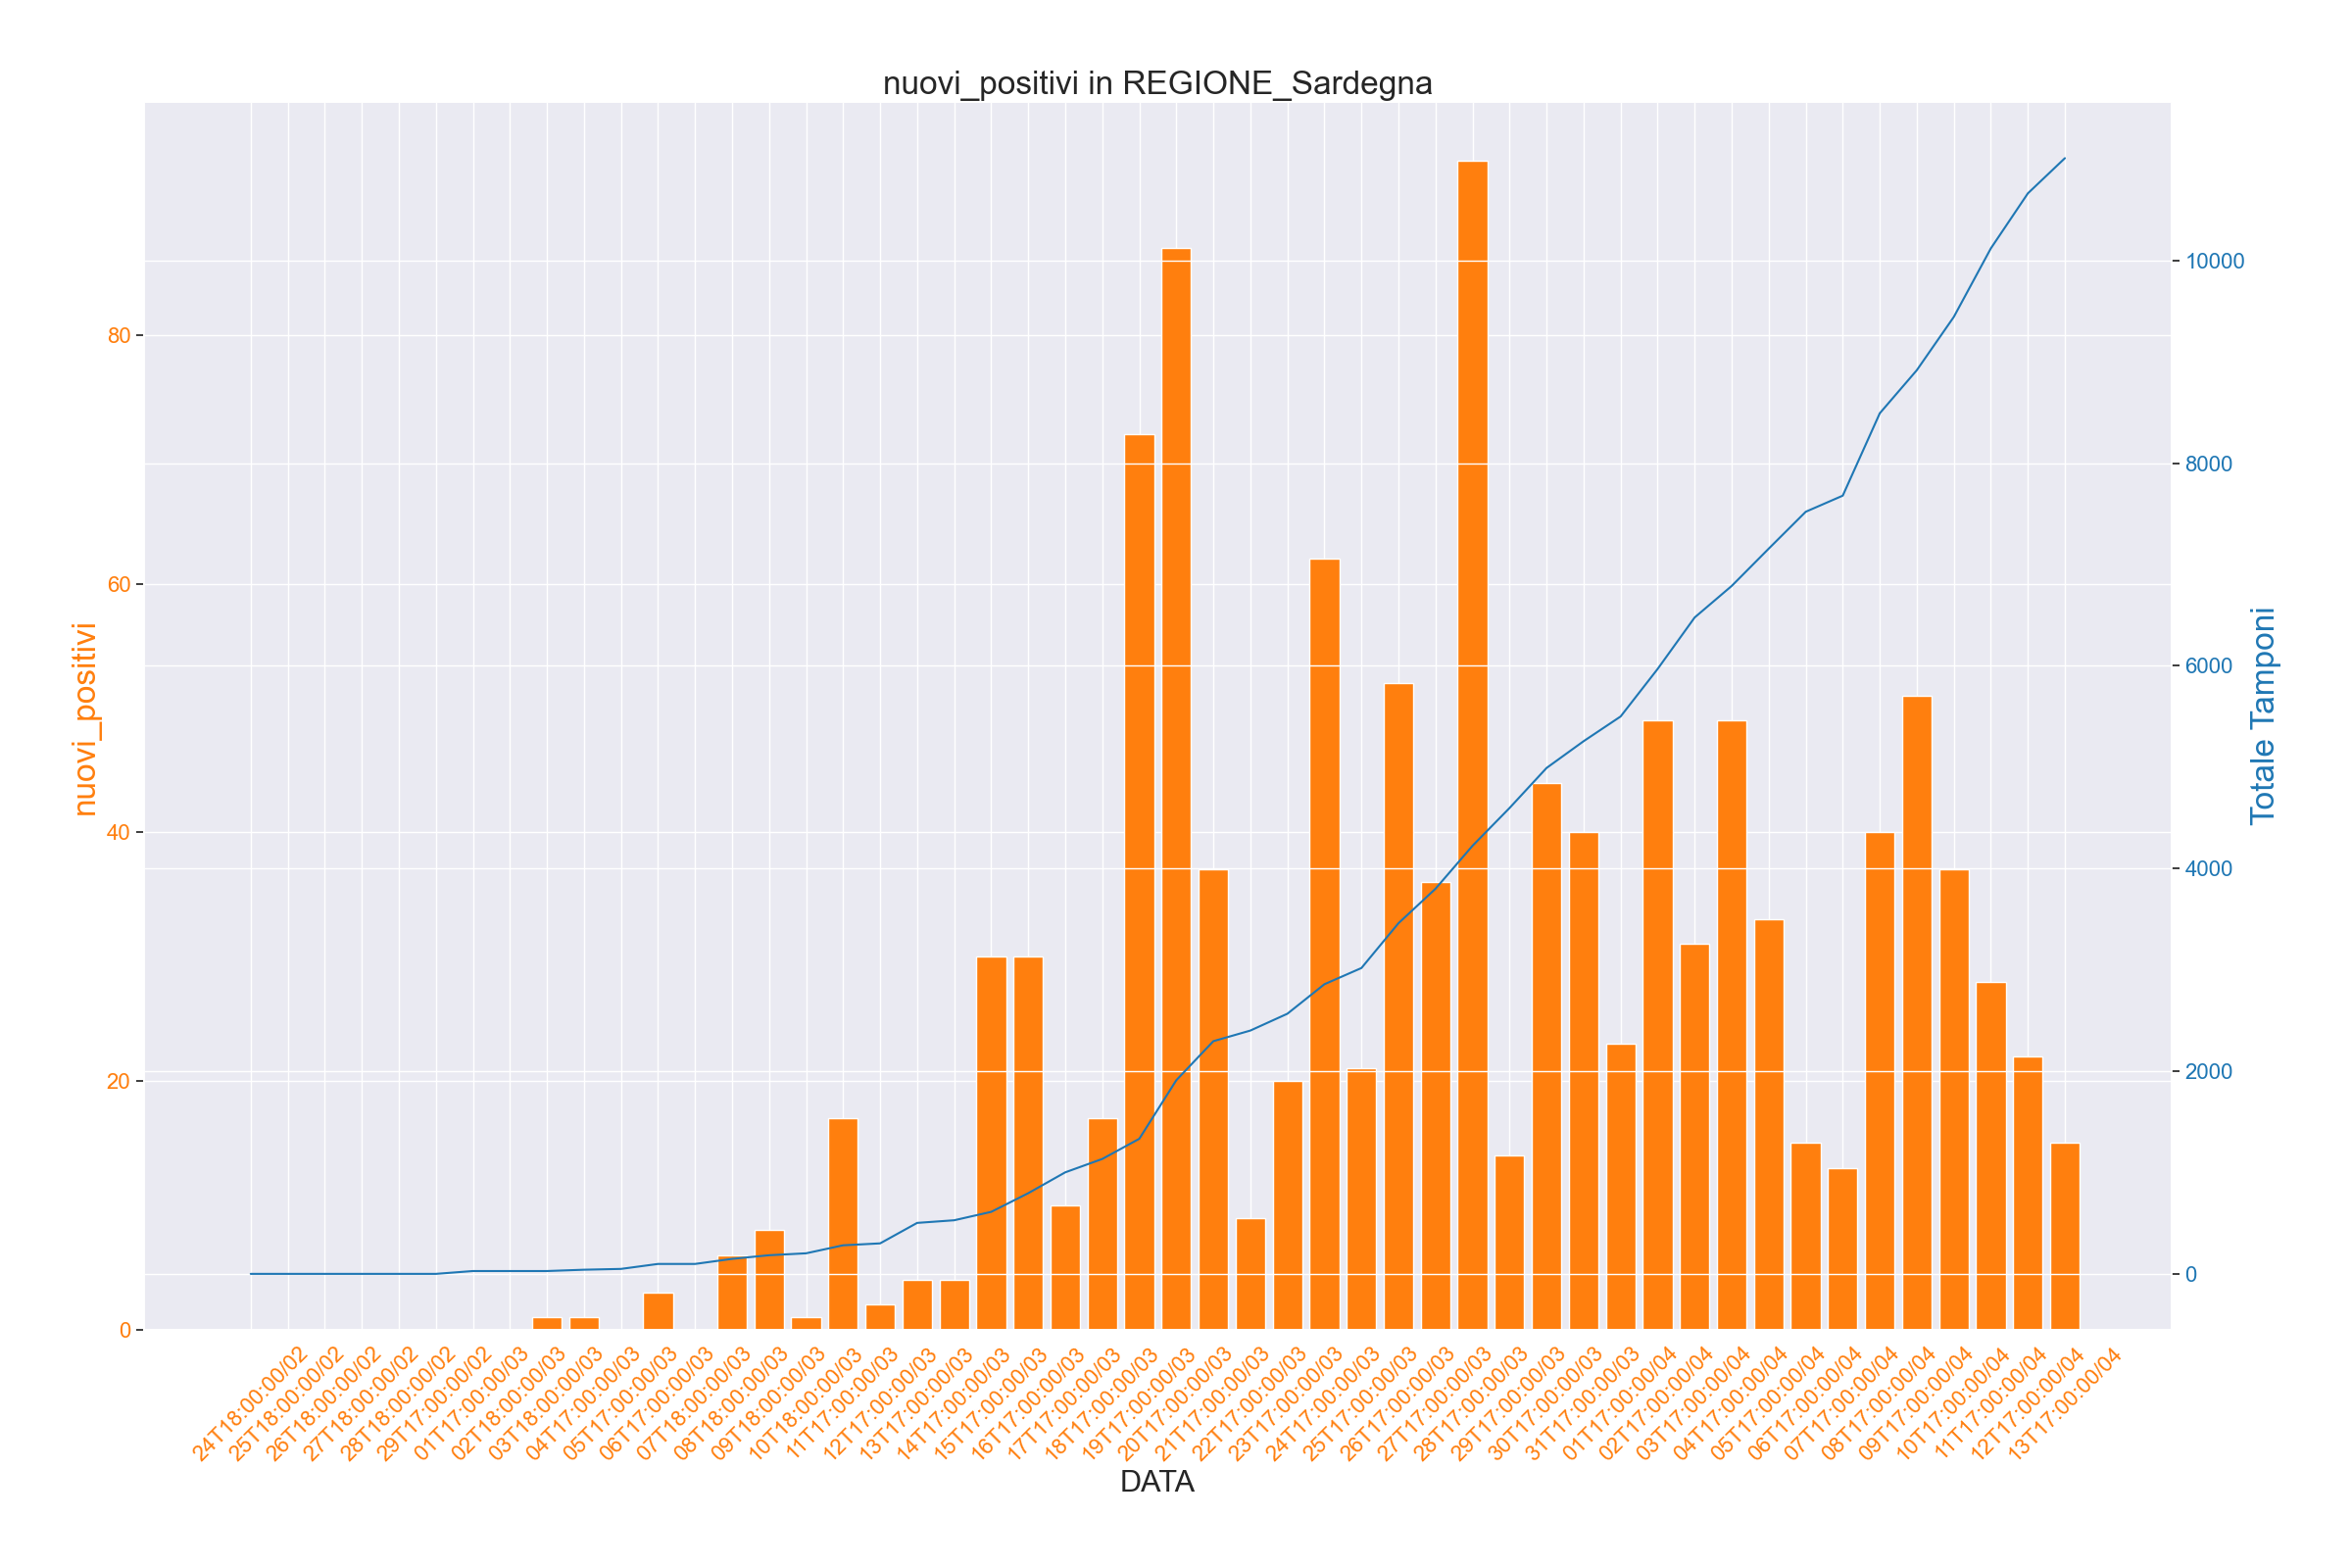 nuovi_positivi in REGIONE_Sardegna
nuovi_positivi
80
60
40
20
0
10000
8000
6000
4000
2000
0
Totale Tamponi
24T18:00:00/02
25T18:00:00/02
26T18:00:00/02
27T18:00:00/02
28T18:00:00/02
29T17:00:00/02
01T17:00:00/03
02T18:00:00/03
03T18:00:00/03
04T17:00:00/03
05T17:00:00/03
06T17:00:00/03
07T18:00:00/03
08T18:00:00/03
09T18:00:00/03
10T18:00:00/03
11T17:00:00/03
12T17:00:00/03
13T17:00:00/03
14T17:00:00/03
15T17:00:00/03
16T17:00:00/03
17T17:00:00/03
18T17:00:00/03
19T17:00:00/03
20T17:00:00/03
21T17:00:00/03
22T17:00:00/03
23T17:00:00/03
24T17:00:00/03
25T17:00:00/03
26T17:00:00/03
27T17:00:00/03
28T17:00:00/03
29T17:00:00/03
30T17:00:00/03
31T17:00:00/03
01T17:00:00/04
02T17:00:00/04
03T17:00:00/04
04T17:00:00/04
05T17:00:00/04
06T17:00:00/04
07T17:00:00/04
08T17:00:00/04
09T17:00:00/04
10T17:00:00/04
11T17:00:00/04
12T17:00:00/04
13T17:00:00/04
DATA